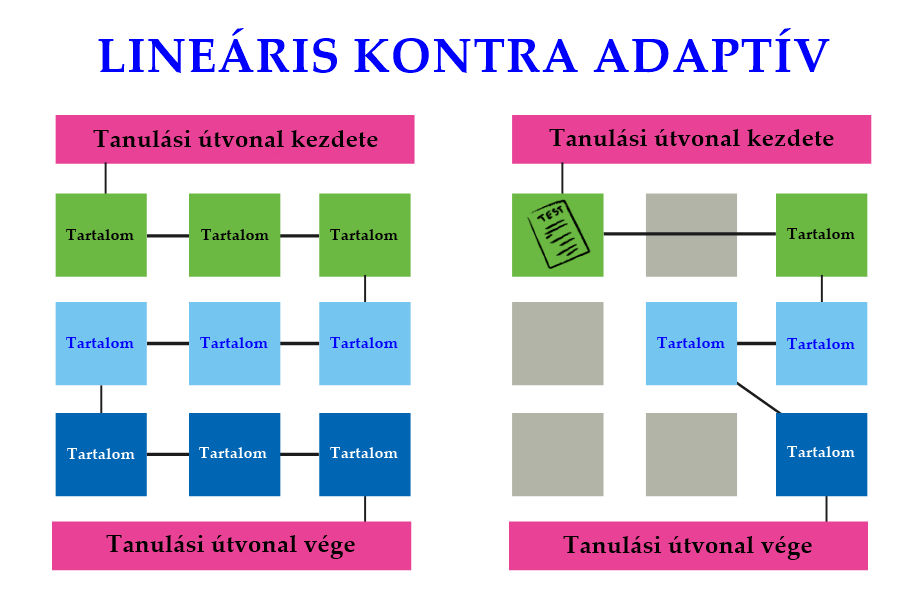 LINEÁRIS KONTRA ADAPTÍV
Tanulási útvonal kezdete
Tartalom
Tartalom
Tartalom
Tartalom
Tartalom
Tartalom
Tartalom
Tartalom
Tartalom
Tanulási útvonal vége
Tanulási útvonal kezdete
TEST
Tartalom
Tartalom
Tartalom
Tartalom
Tanulási útvonal vége